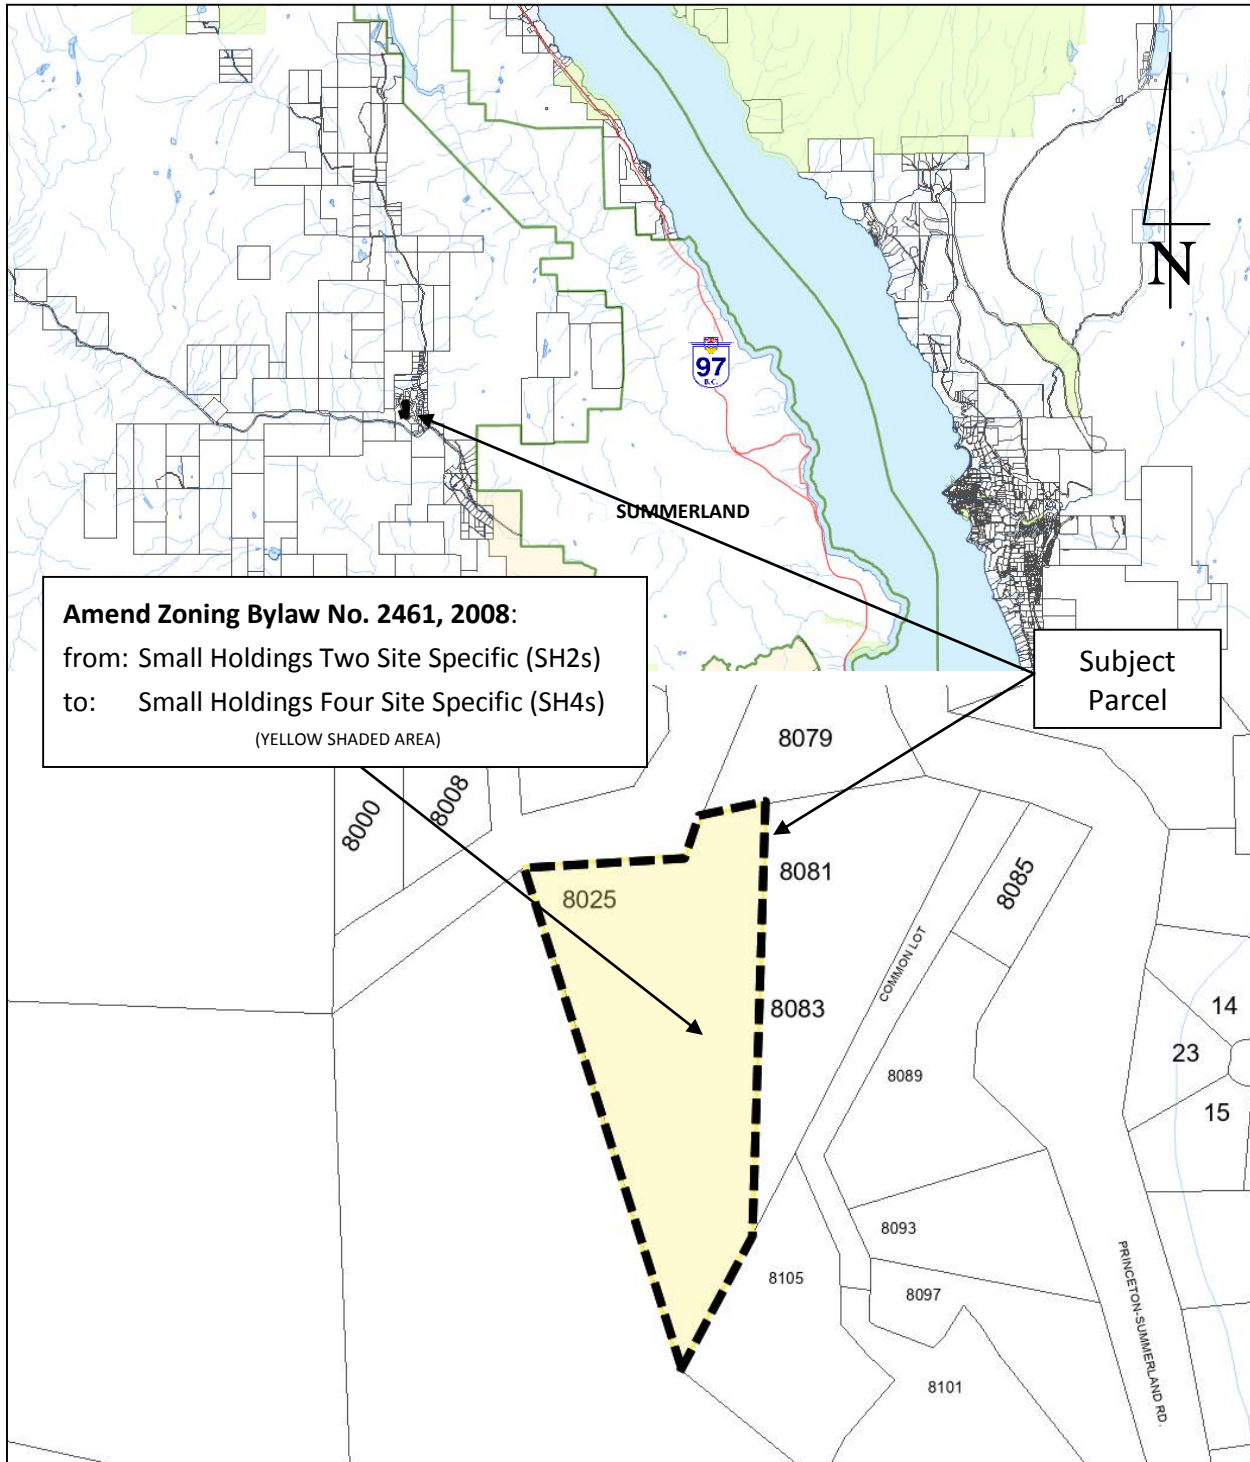 N
97
B.C.
SUMMERLAND
Amend Zoning Bylaw No. 2461, 2008:
from: Small Holdings Two Site Specific (SH2s)
to: Small Holdings Four Site Specific (SH4s)
(YELLOW SHADED AREA)
Subject
Parcel
8079
8000
8008
8025
8081
8085
COMMON LOT
8083
14
23
8089
15
8093
8105
8097
PRINCETON-SUMMERLAND RD.
8101